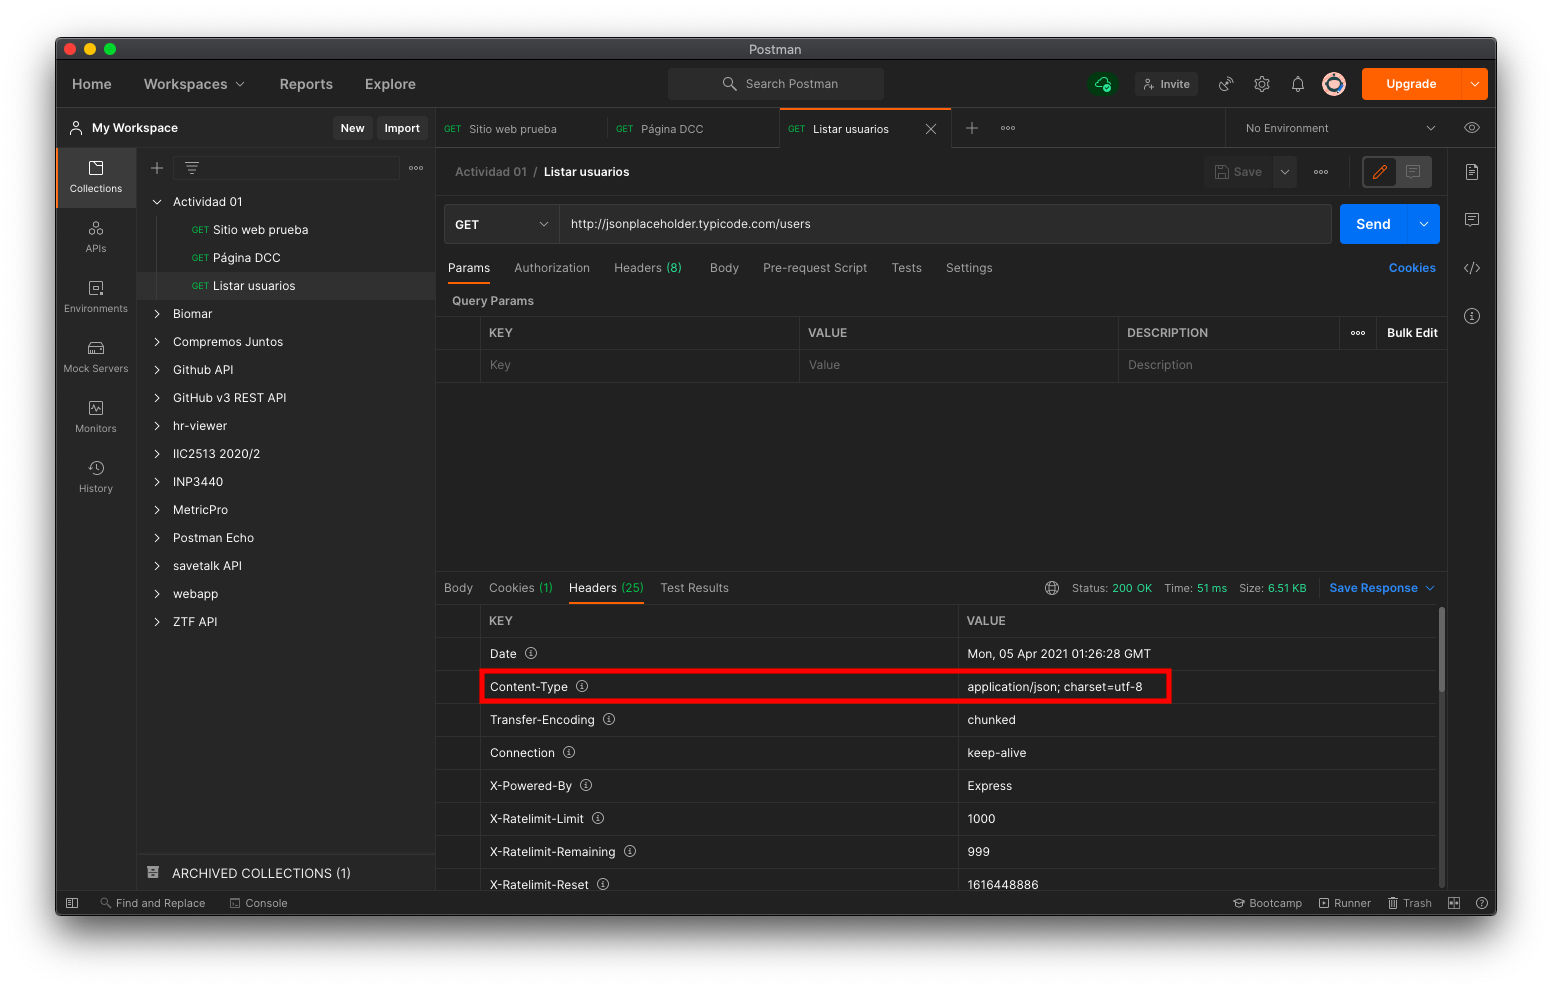 Postman
Home Workspaces Reports Explore Search Postman Invite Upgrade
My Workspace New Import
GET Sitio web prueba GET Página DCC GET Listar usuarios No Environment
Collections
APIs
Environments
Mock Servers
Monitors
History
Actividad 01
GET Sitio web prueba
GET Página DCC
GET Listar usuarios
Biomar
Compremos Juntos
Github API
GitHub v3 REST API
hr-viewer
IIC2513 2020/2
INP3440
MetricPro
Postman Echo
savetalk API
webapp
ZTF API
ARCHIVED COLLECTIONS (1)
Actividad 01 / Listar usuarios Save
GET http://jsonplaceholder.typicode.com/users Send
Params Authorization Headers (8) Body Pre-request Script Tests Settings Cookies
Query Params
KEY VALUE DESCRIPTION Bulk Edit
Key Value Description
Body Cookies (1) Headers (25) Test Results Status: 200 OK Time: 51 ms Size: 6.51 KB Save Response
KEY VALUE
Date Mon, 05 Apr 2021 01:26:28 GMT
Content-Type application/json; charset=utf-8
Transfer-Encoding chunked
Connection keep-alive
X-Powered-By Express
X-Ratelimit-Limit 1000
X-Ratelimit-Remaining 999
X-Ratelimit-Reset 1616448886
Find and Replace Console Bootcamp Runner Trash